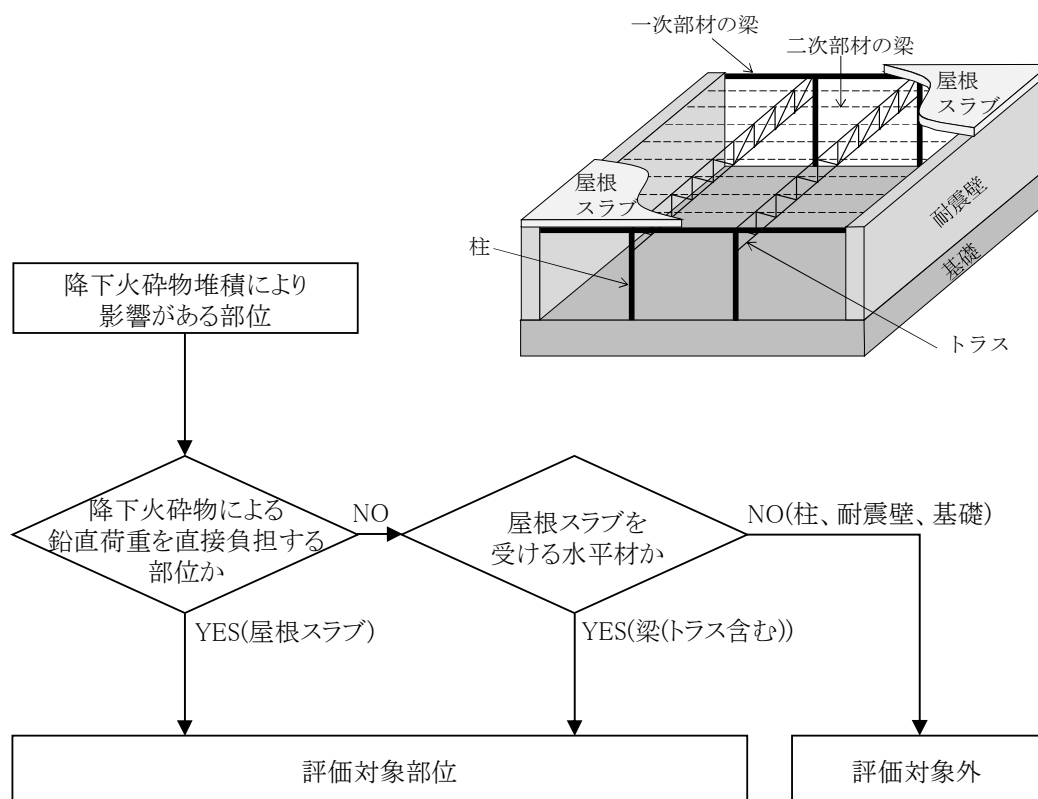 一次部材の梁
二次部材の梁
屋根
スラブ
屋根
スラブ
耐震壁
基礎
柱
トラス
降下火砕物堆積により
影響がある部位
降下火砕物による
鉛直荷重を直接負担する
部位か
NO
屋根スラブを
受ける水平材か
NO(柱、耐震壁、基礎)
YES(屋根スラブ)
YES(梁(トラス含む))
評価対象部位
評価対象外